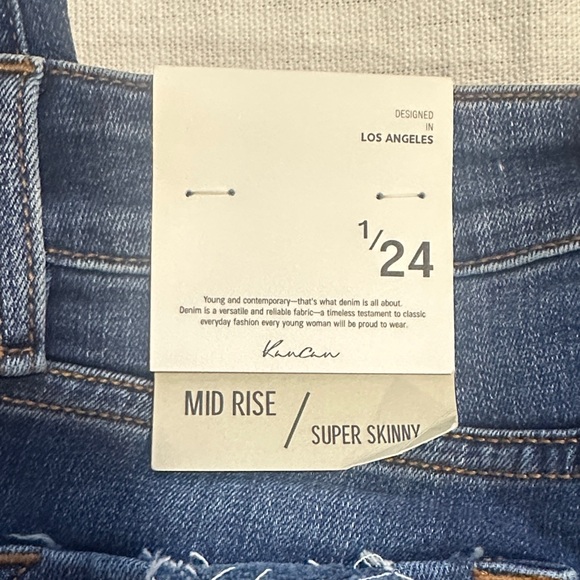 DESIGNED
IN
LOS ANGELES
1/24
Young and contemporary—that's what denim is all about.
Denim is a versatile and reliable fabric—a timeless testament to classic
everyday fashion every young woman will be proud to wear.
KanCan
MID RISE / SUPER SKINNY